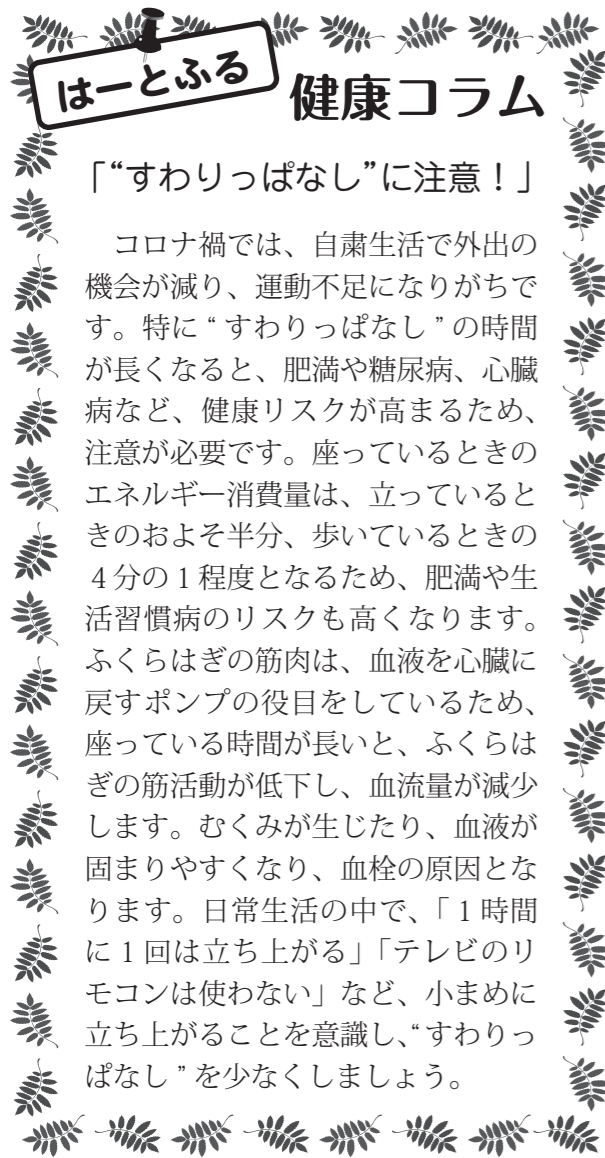 はーとふる 健康コラム
「“すわりっぱなし”に注意！」
　コロナ禍では、自粛生活で外出の
機会が減り、運動不足になりがちで
す。特に“すわりっぱなし”の時間
が長くなると、肥満や糖尿病、心臓
病など、健康リスクが高まるため、
注意が必要です。座っているときの
エネルギー消費量は、立っていると
きのおよそ半分、歩いているときの
４分の１程度となるため、肥満や生
活習慣病のリスクも高くなります。
ふくらはぎの筋肉は、血液を心臓に
戻すポンプの役目をしているため、
座っている時間が長いと、ふくらは
ぎの筋活動が低下し、血流量が減少
します。むくみが生じたり、血液が
固まりやすくなり、血栓の原因とな
ります。日常生活の中で、「１時間
に１回は立ち上がる」「テレビのリ
モコンは使わない」など、小まめに
立ち上がることを意識し、“すわりっ
ぱなし”を少なくしましょう。